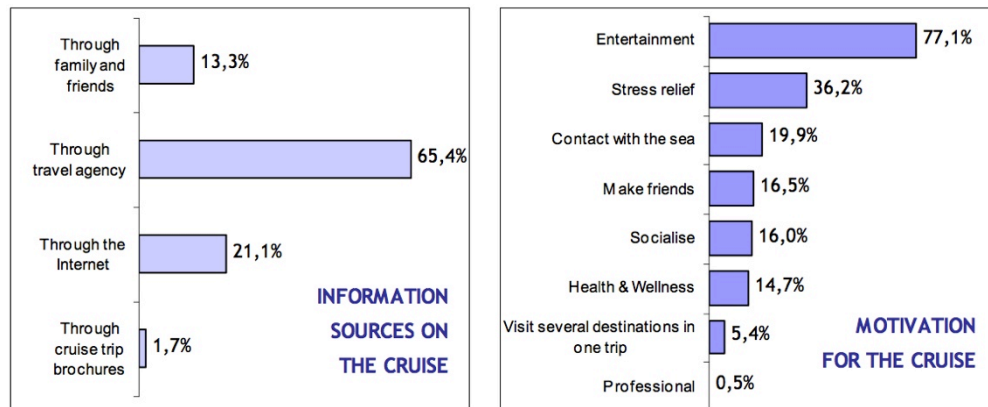 Through
family and
friends
13,3%
Through
travel agency
65,4%
Through the
Internet
21,1%
Through
cruise trip
brochures
1,7%
INFORMATION
SOURCES ON
THE CRUISE
Entertainment
77,1%
Stress relief
36,2%
Contact with the sea
19,9%
Make friends
16,5%
Socialise
16,0%
Health & Wellness
14,7%
Visit several destinations in
one trip
5,4%
Professional
0,5%
MOTIVATION
FOR THE CRUISE